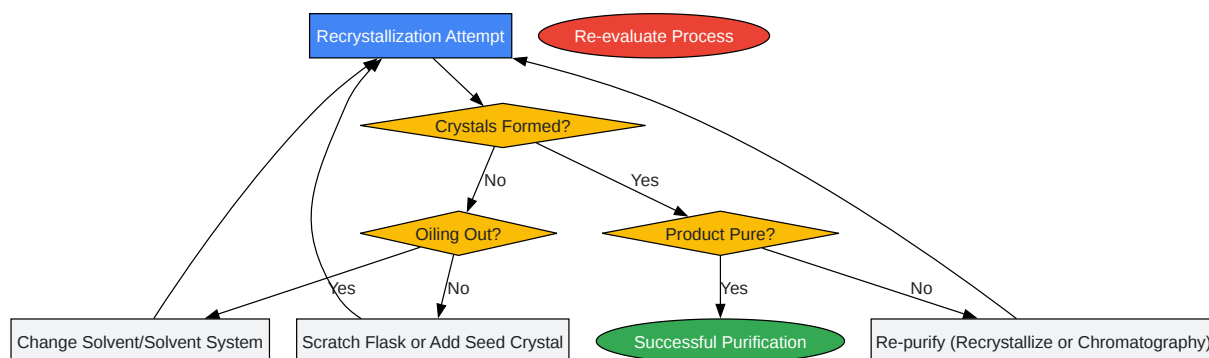 Recrystallization Attempt
Re-evaluate Process
Crystals Formed?
No
Yes
Oiling Out?
Product Pure?
Yes
No
Yes
No
Change Solvent/Solvent System
Scratch Flask or Add Seed Crystal
Successful Purification
Re-purify (Recrystallize or Chromatography)